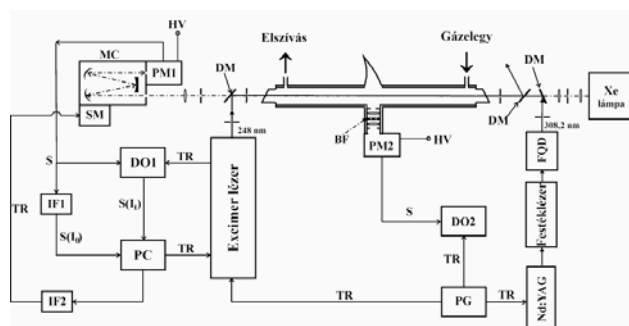 HV
Elszívás
Gázelegy
MC
PM1
DM
DM
Xe
lámpa
SM
DM
248 nm
BF
PM2
HV
308,2 nm
FQD
S
DO1
TR
Excimer lézer
S
DO2
Festéklézer
TR
IF1
S(I₁)
S(I₀)
PC
TR
TR
IF2
TR
PG
TR
Nd:YAG